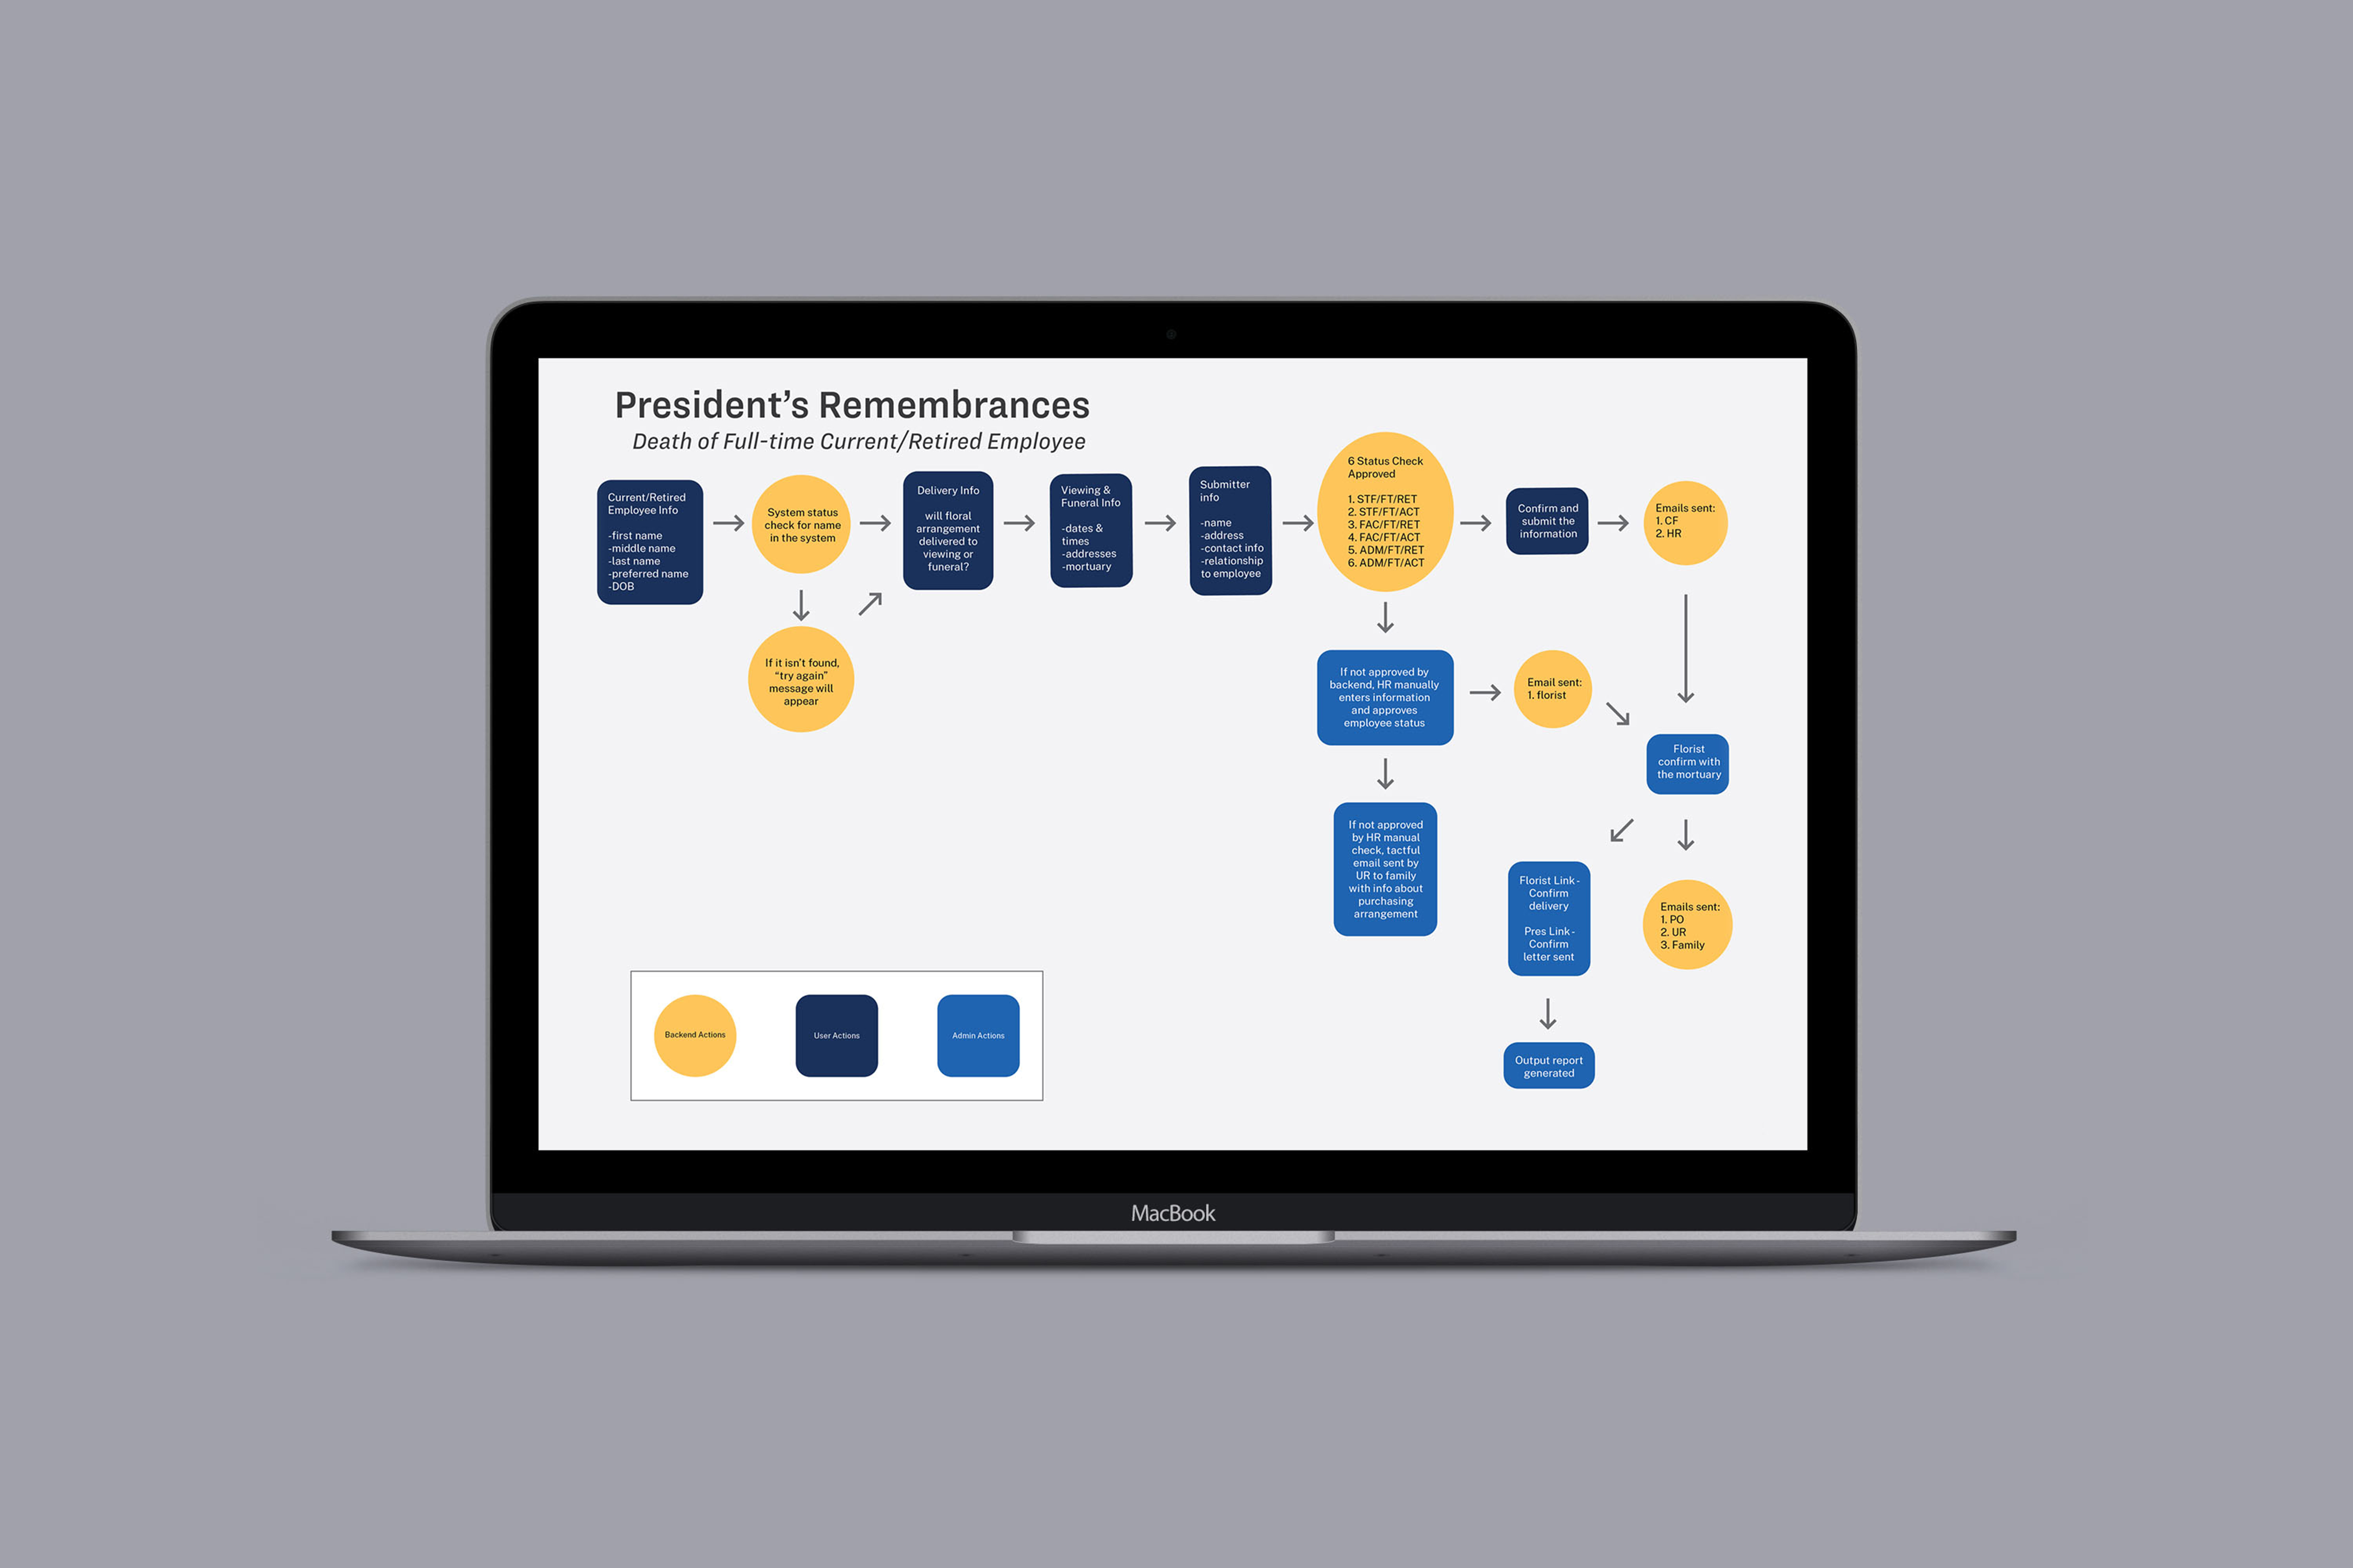 President’s Remembrances
Death of Full-time Current/Retired Employee
Current/Retired
Employee Info
-first name
-middle name
-last name
-preferred name
-DOB
System status
check for name
in the system
If it isn’t found,
“try again”
message will
appear
Delivery Info
will floral
arrangement
delivered to
viewing or
funeral?
Viewing &
Funeral Info
-dates &
times
-addresses
-mortuary
Submitter
info
-name
-address
-contact info
-relationship
to employee
6 Status Check
Approved
1. STF/FT/RET
2. STF/FT/ACT
3. FAC/FT/RET
4. FAC/FT/ACT
5. ADM/FT/RET
6. ADM/FT/ACT
Confirm and
submit the
information
Emails sent:
1. CF
2. HR
If not approved by
backend, HR manually
enters information
and approves
employee status
Email sent:
1. florist
Florist
confirm with
the mortuary
If not approved
by HR manual
check, tactful
email sent by
UR to family
with info about
purchasing
arrangement
Florist Link -
Confirm
delivery
Pres Link -
Confirm
letter sent
Emails sent:
1. PO
2. UR
3. Family
Output report
generated
Backend Actions
User Actions
Admin Actions
MacBook